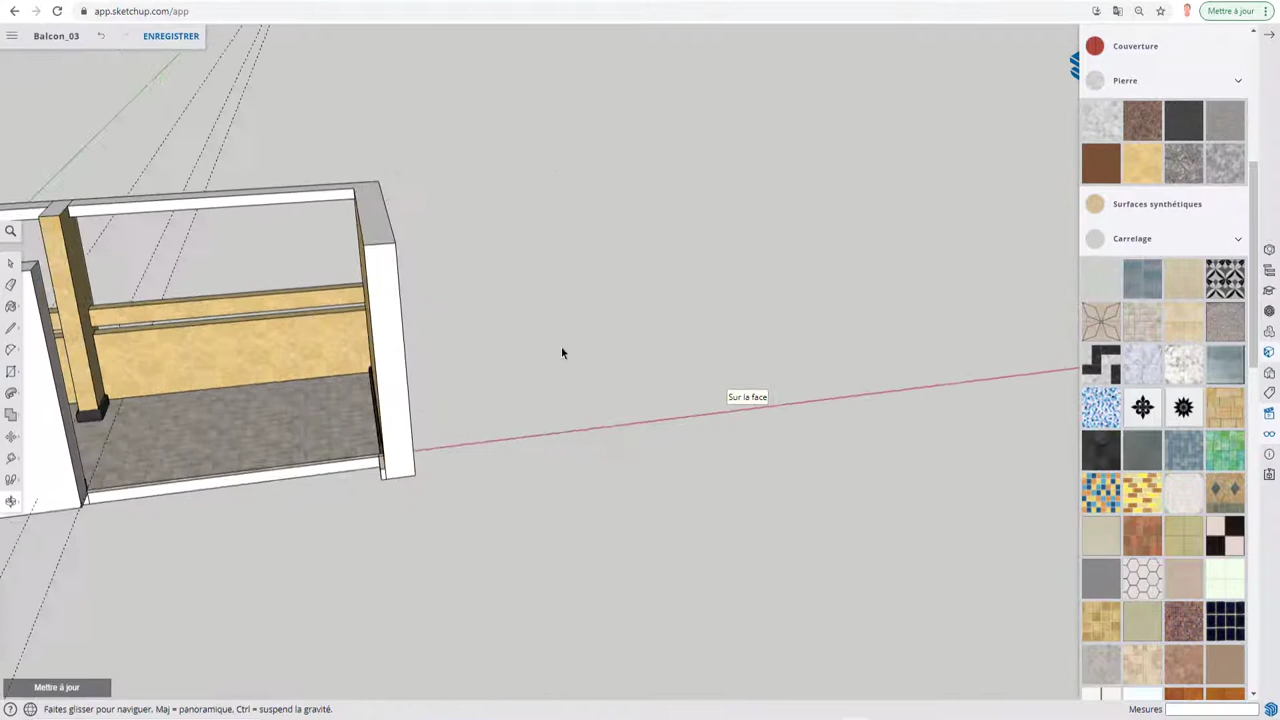 app.sketchup.com/app
Mettre à jour
Balcon_03
ENREGISTRER
Couverture
Pierre
Surfaces synthétiques
Carrelage
Sur la face
Mettre à jour
Faites glisser pour naviguer. Maj = panoramique. Ctrl = suspend la gravité.
Mesures